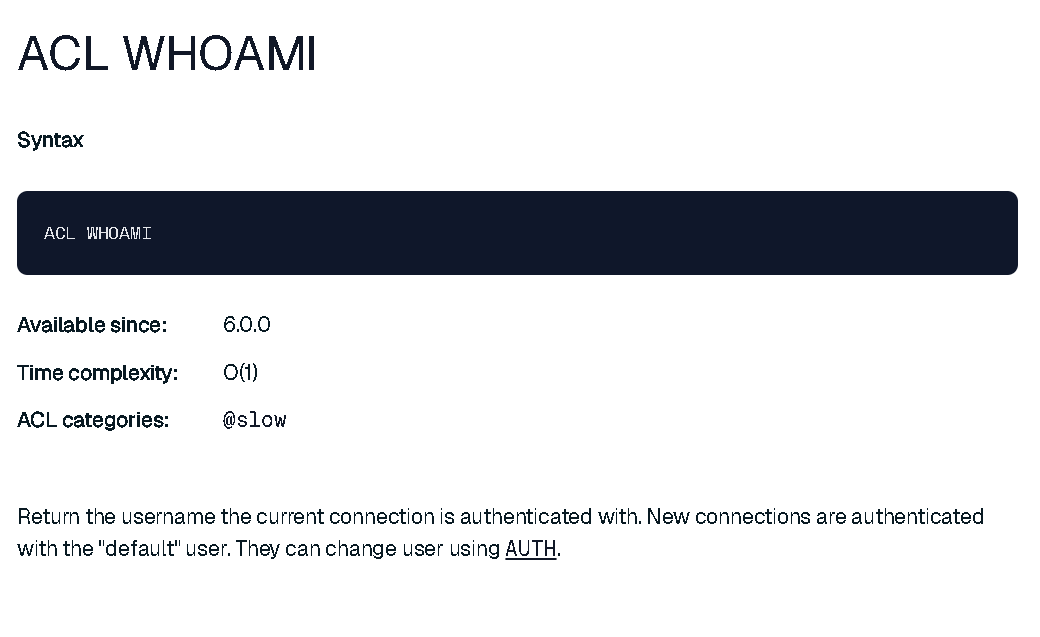 ACL WHOAMI
Syntax
ACL WHOAMI
Available since: 6.0.0
Time complexity: O(1)
ACL categories: @slow
Return the username the current connection is authenticated with. New connections are authenticated
with the "default" user. They can change user using AUTH.